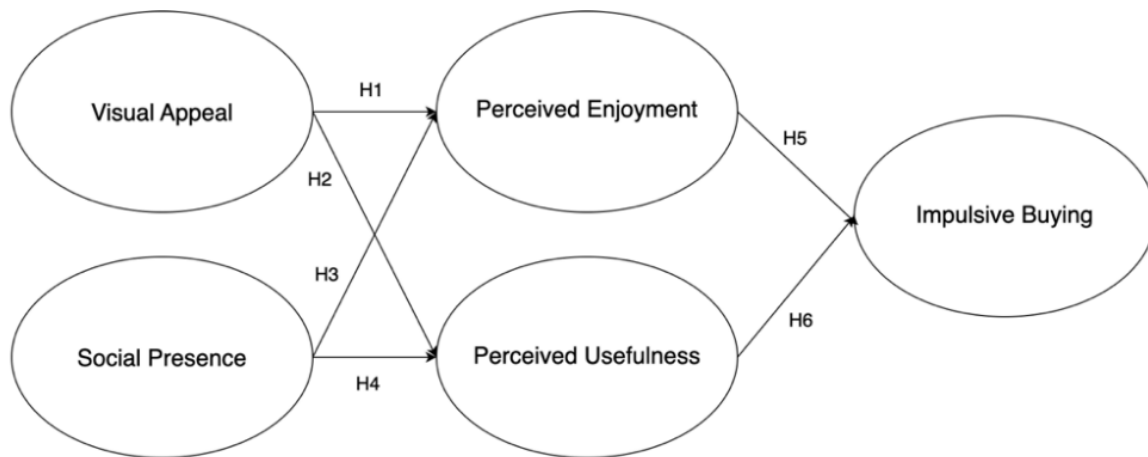 Visual Appeal
H1
Perceived Enjoyment
H5
H2
Impulsive Buying
H3
H6
Social Presence
H4
Perceived Usefulness